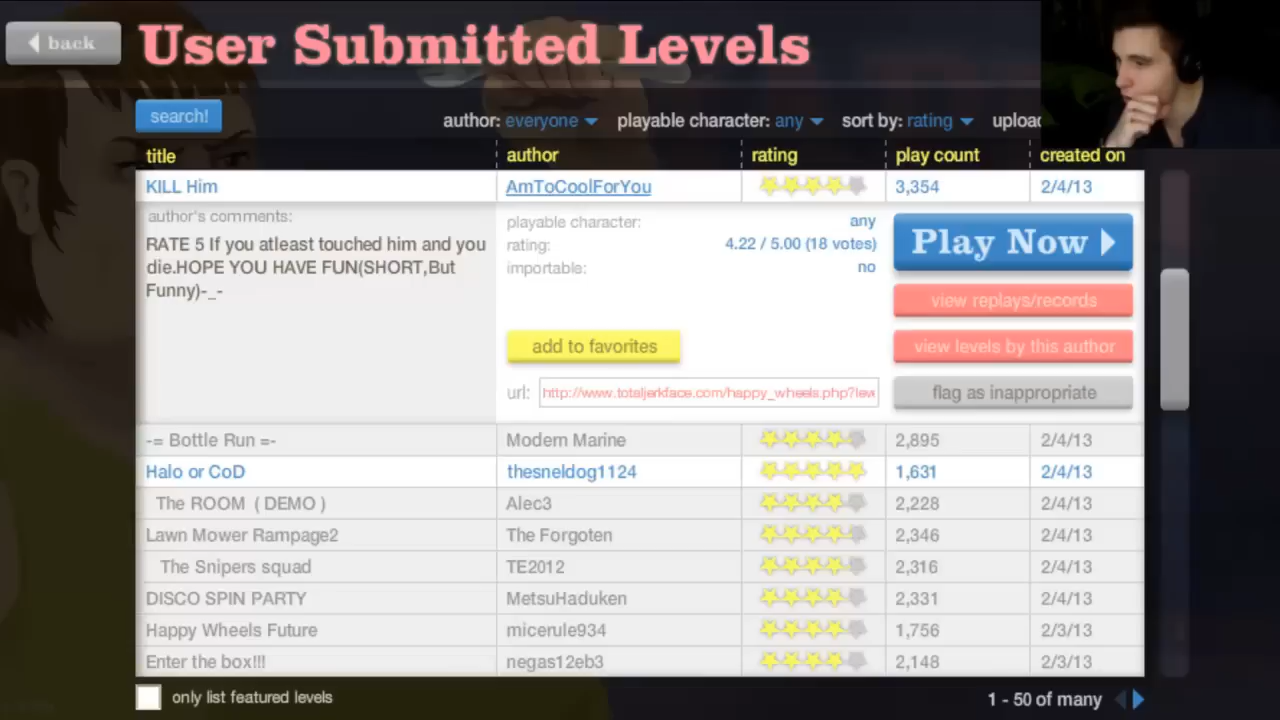 back
User Submitted Levels
search!
author: everyone playable character: any sort by: rating uploa
title author rating play count created on
KILL Him AmToCoolForYou 3,354 2/4/13
author's comments:
RATE 5 If you atleast touched him and you
die.HOPE YOU HAVE FUN(SHORT,But
Funny)-_-
playable character: any
rating: 4.22 / 5.00 (18 votes)
importable: no
add to favorites
url: http://www.totaljerkface.com/happy_wheels.php?lev
Play Now
view replays/records
view levels by this author
flag as inappropriate
-= Bottle Run =- Modern Marine 2,895 2/4/13
Halo or CoD thesneldog1124 1,631 2/4/13
The ROOM ( DEMO ) Alec3 2,228 2/4/13
Lawn Mower Rampage2 The Forgoten 2,346 2/4/13
The Snipers squad TE2012 2,316 2/4/13
DISCO SPIN PARTY MetsuHaduken 2,331 2/4/13
Happy Wheels Future micerule934 1,756 2/3/13
Enter the box!!! negas12eb3 2,148 2/3/13
only list featured levels
1 - 50 of many